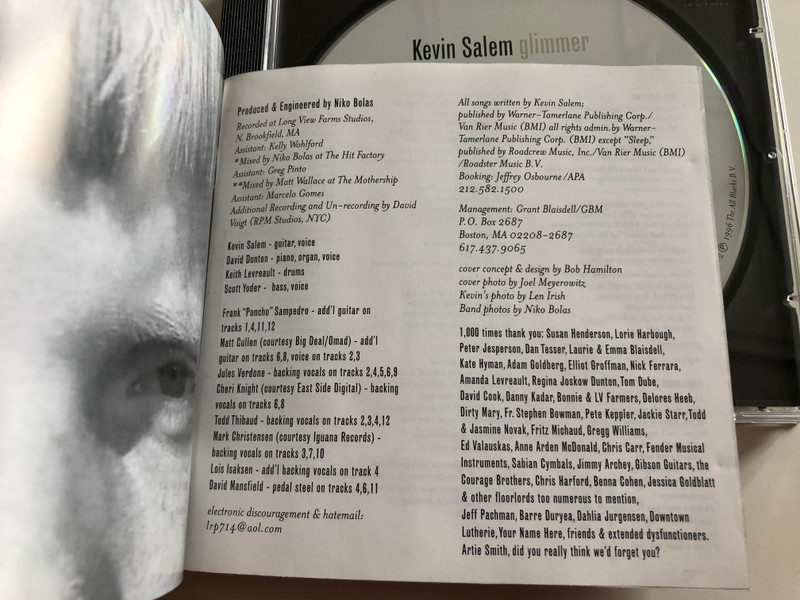 Kevin Salem glimmer
Produced & Engineered by Niko Bolas
Recorded at Long View Farms Studios,
N. Brookfield, MA
Assistant: Kelly Wohlford
*Mixed by Niko Bolas at The Hit Factory
Assistant: Greg Pinto
**Mixed by Matt Wallace at The Mothership
Assistant: Marcelo Gomes
Additional Recording and Un-recording by David
Voigt (RPM Studios, NYC)
Kevin Salem - guitar, voice
David Dunton - piano, organ, voice
Keith Levreault - drums
Scott Yoder - bass, voice
Frank "Poncho" Sampedro - add'l guitar on
tracks 1,4,11,12
Matt Cullen (courtesy Big Deal/Omad) - add'l
guitar on tracks 6,8, voice on tracks 2,3
Jules Verdone - backing vocals on tracks 2,4,5,6,9
Cheri Knight (courtesy East Side Digital) - backing
vocals on tracks 6,8
Todd Thibaud - backing vocals on tracks 2,3,4,12
Mark Christensen (courtesy Iguana Records) -
backing vocals on tracks 3,7,10
Lois Isaksen - add'l backing vocals on track 4
David Mansfield - pedal steel on tracks 4,6,11
electronic discouragement & hatemail:
lrp714@aol.com
All songs written by Kevin Salem;
published by Warner-Tamerlane Publishing Corp./
Van Rier Music (BMI) all rights admin.by Warner-
Tamerlane Publishing Corp. (BMI) except "Sleep,"
published by Roadcrew Music, Inc./Van Rier Music (BMI)
/Roadster Music B.V.
Booking: Jeffrey Osbourne/APA
212.582.1500
Management: Grant Blaisdell/GBM
P.O. Box 2687
Boston, MA 02208-2687
617.437.9065
cover concept & design by Bob Hamilton
cover photo by Joel Meyerowitz
Kevin's photo by Len Irish
Band photos by Niko Bolas
1,000 times thank you: Susan Henderson, Lorie Harbough,
Peter Jesperson, Dan Tesser, Laurie & Emma Blaisdell,
Kate Hyman, Adam Goldberg, Elliot Groffman, Nick Ferrara,
Amanda Levreault, Regina Joskow Dunton, Tom Dube,
David Cook, Danny Kadar, Bonnie & LV Farmers, Delores Heeb,
Dirty Mary, Fr. Stephen Bowman, Pete Keppler, Jackie Starr,Todd
& Jasmine Novak, Fritz Michaud, Gregg Williams,
Ed Valauskas, Anne Arden McDonald, Chris Carr, Fender Musical
Instruments, Sabian Cymbals, Jimmy Archey, Gibson Guitars, the
Courage Brothers, Chris Harford, Benna Cohen, Jessica Goldblatt
& other floorlords too numerous to mention,
Jeff Pachman, Barre Duryea, Dahlia Jurgensen, Downtown
Lutherie,Your Name Here, friends & extended dysfunctioners.
Artie Smith, did you really think we'd forget you?
℗ 1996 The All Blacks B.V.